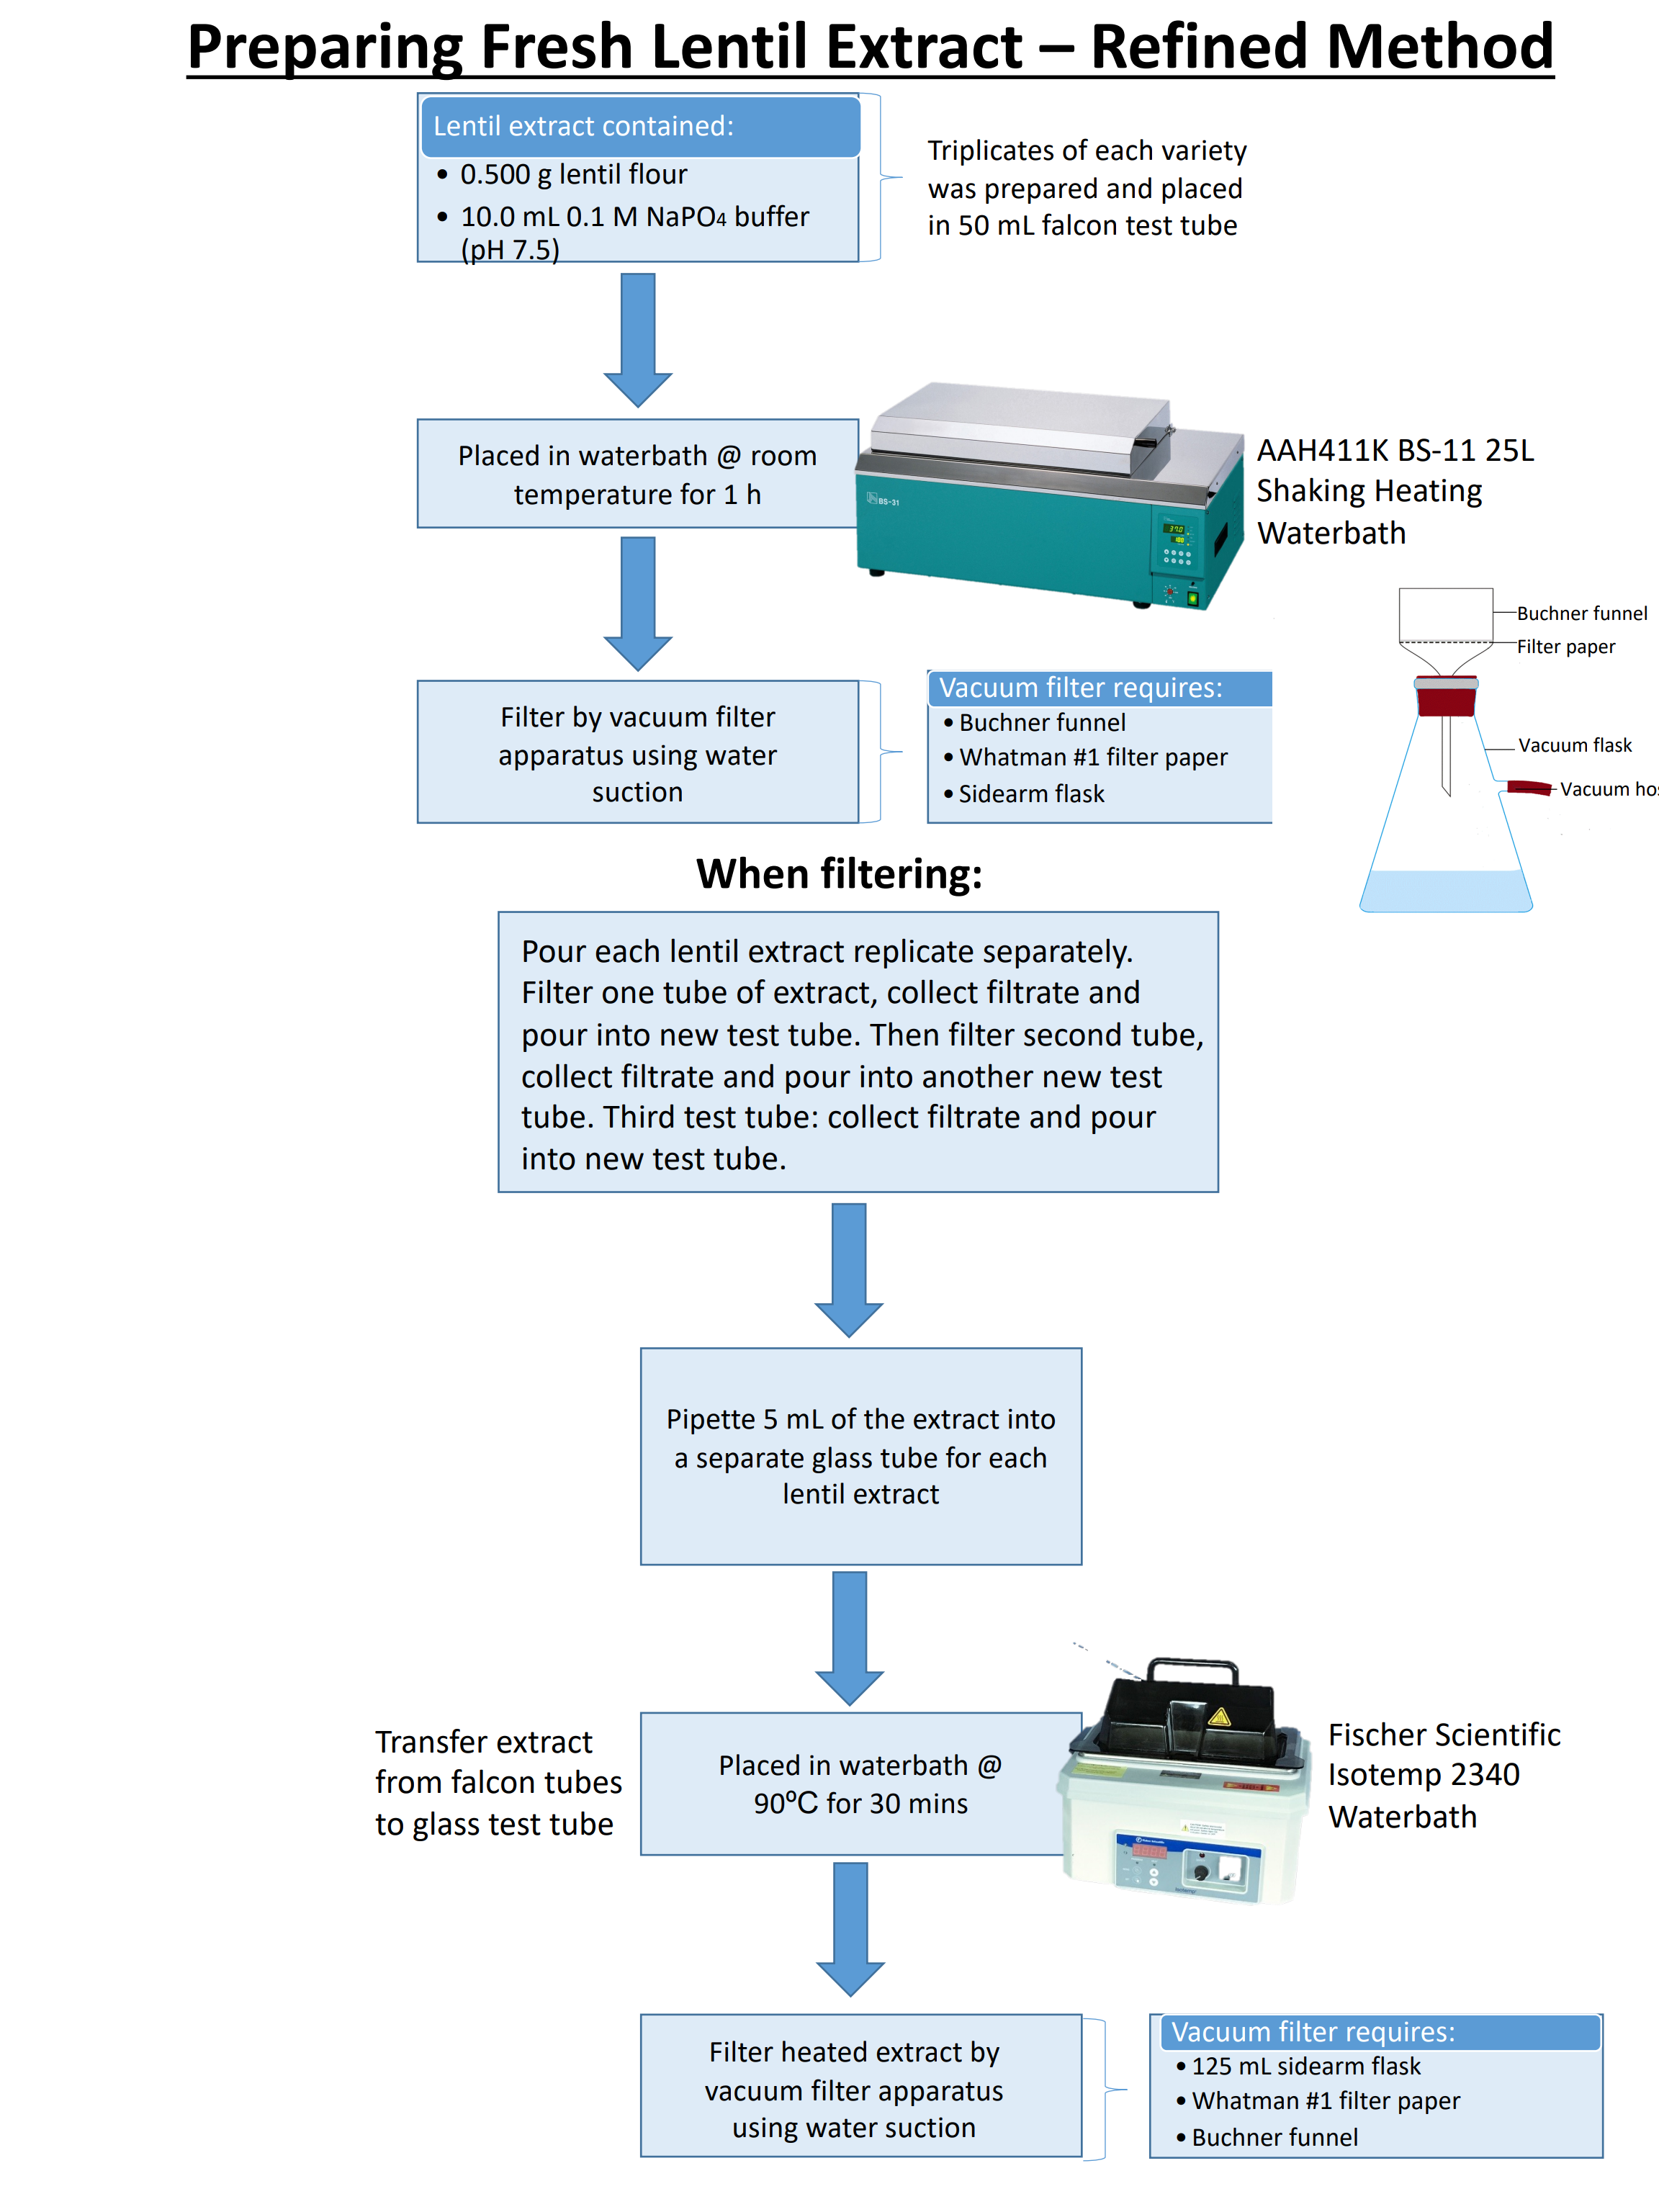 Preparing Fresh Lentil Extract – Refined Method
Lentil extract contained:
• 0.500 g lentil flour
• 10.0 mL 0.1 M NaPO4 buffer
(pH 7.5)
Triplicates of each variety
was prepared and placed
in 50 mL falcon test tube
Placed in waterbath @ room
temperature for 1 h
BS-31
37.0
100
AAH411K BS-11 25L
Shaking Heating
Waterbath
Filter by vacuum filter
apparatus using water
suction
Vacuum filter requires:
• Buchner funnel
• Whatman #1 filter paper
• Sidearm flask
Buchner funnel
Filter paper
Vacuum flask
Vacuum hos
When filtering:
Pour each lentil extract replicate separately.
Filter one tube of extract, collect filtrate and
pour into new test tube. Then filter second tube,
collect filtrate and pour into another new test
tube. Third test tube: collect filtrate and pour
into new test tube.
Pipette 5 mL of the extract into
a separate glass tube for each
lentil extract
Transfer extract
from falcon tubes
to glass test tube
Placed in waterbath @
90ºC for 30 mins
Fischer Scientific
Isotemp 2340
Waterbath
Filter heated extract by
vacuum filter apparatus
using water suction
Vacuum filter requires:
• 125 mL sidearm flask
• Whatman #1 filter paper
• Buchner funnel